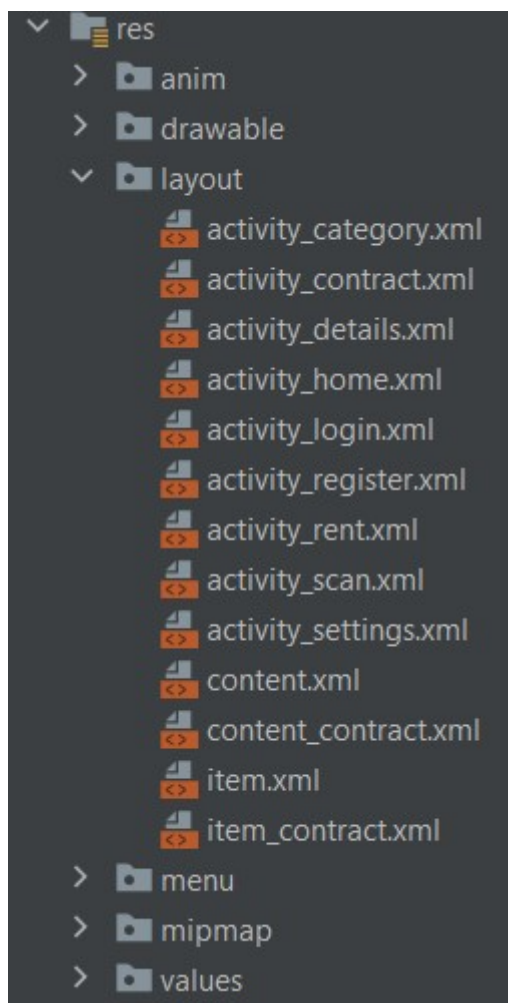 res
anim
drawable
layout
activity_category.xml
activity_contract.xml
activity_details.xml
activity_home.xml
activity_login.xml
activity_register.xml
activity_rent.xml
activity_scan.xml
activity_settings.xml
content.xml
content_contract.xml
item.xml
item_contract.xml
menu
mipmap
values